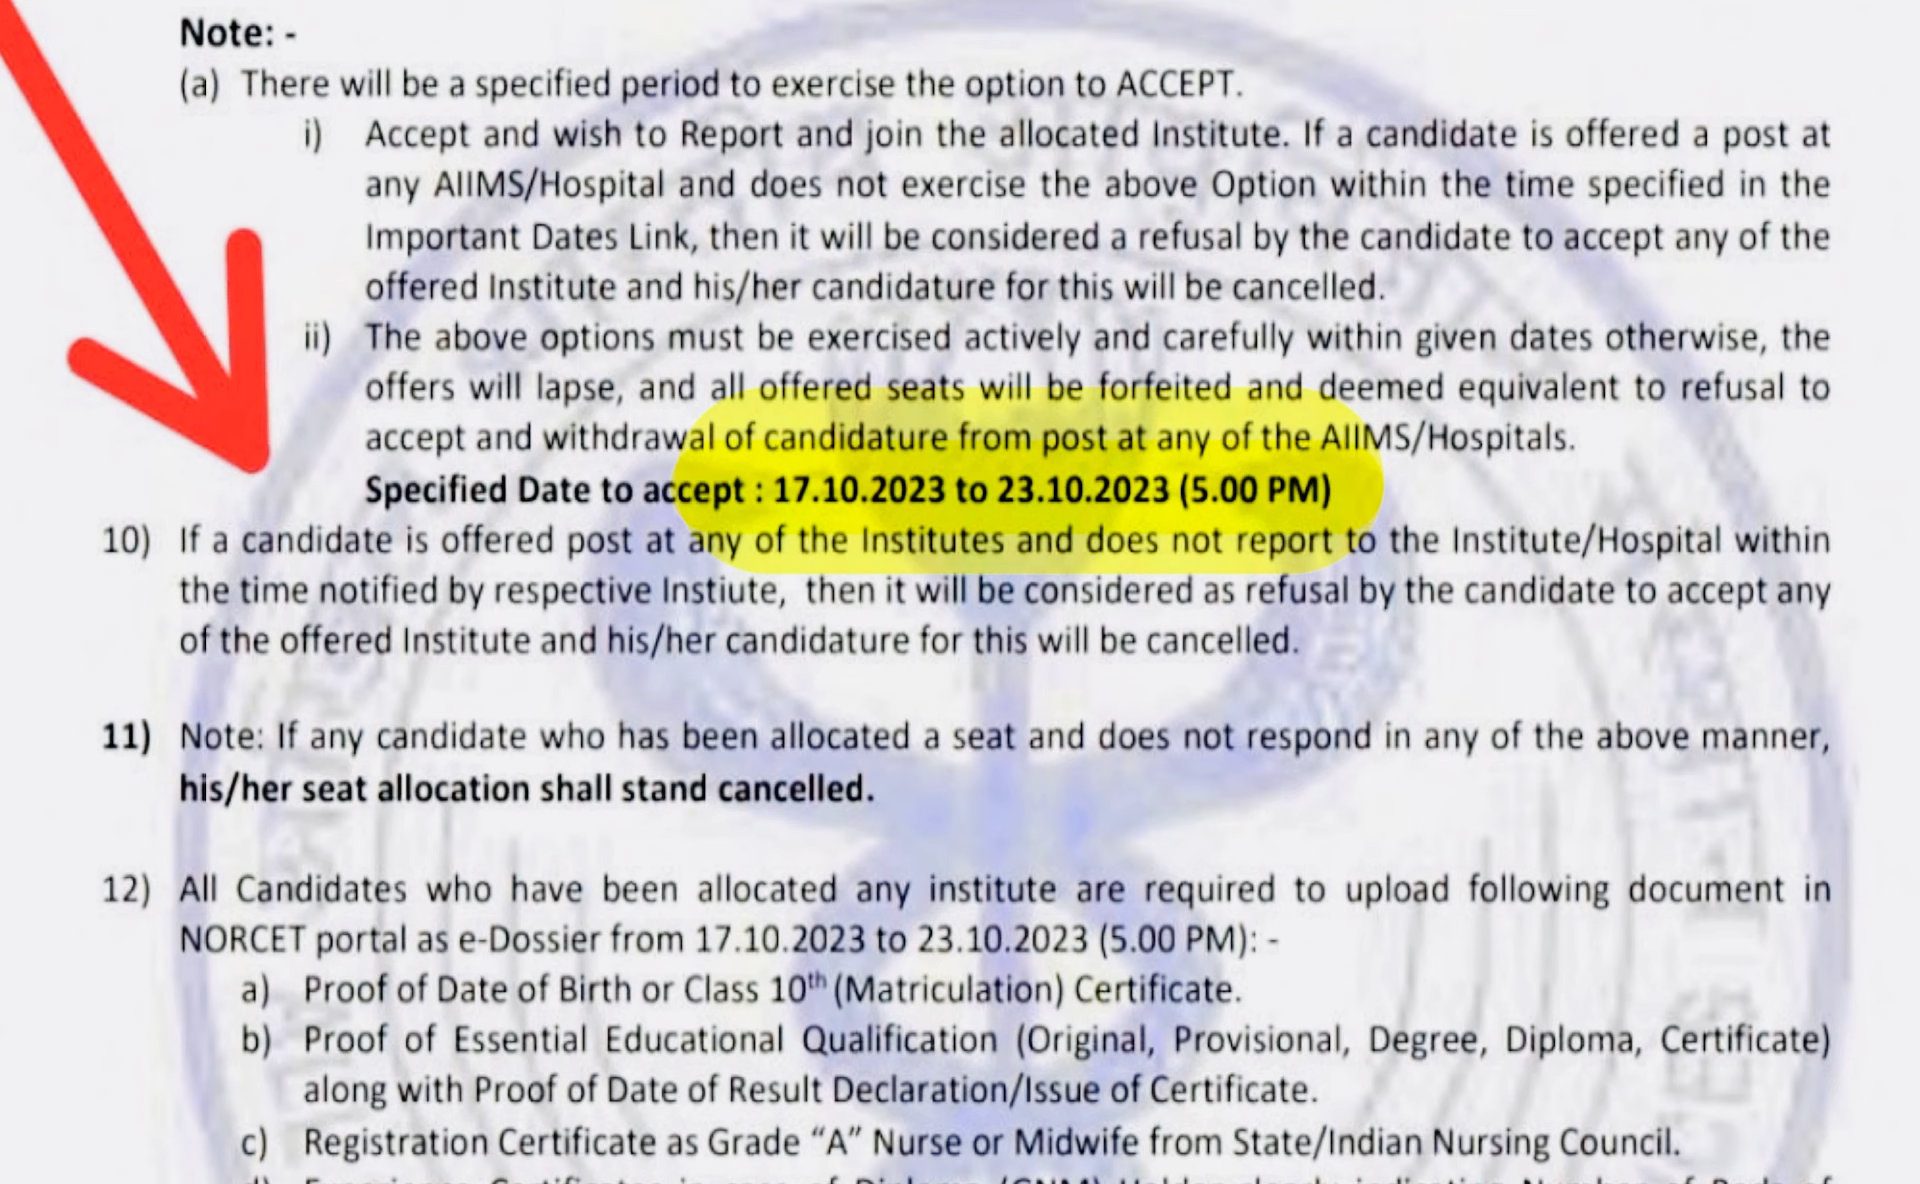 Note: -
(a) There will be a specified period to exercise the option to ACCEPT.
i) Accept and wish to Report and join the allocated Institute. If a candidate is offered a post at
any AIIMS/Hospital and does not exercise the above Option within the time specified in the
Important Dates Link, then it will be considered a refusal by the candidate to accept any of the
offered Institute and his/her candidature for this will be cancelled.
ii) The above options must be exercised actively and carefully within given dates otherwise, the
offers will lapse, and all offered seats will be forfeited and deemed equivalent to refusal to
accept and withdrawal of candidature from post at any of the AIIMS/Hospitals.
Specified Date to accept : 17.10.2023 to 23.10.2023 (5.00 PM)
10) If a candidate is offered post at any of the Institutes and does not report to the Institute/Hospital within
the time notified by respective Instiute, then it will be considered as refusal by the candidate to accept any
of the offered Institute and his/her candidature for this will be cancelled.
11) Note: If any candidate who has been allocated a seat and does not respond in any of the above manner,
his/her seat allocation shall stand cancelled.
12) All Candidates who have been allocated any institute are required to upload following document in
NORCET portal as e-Dossier from 17.10.2023 to 23.10.2023 (5.00 PM): -
a) Proof of Date of Birth or Class 10th (Matriculation) Certificate.
b) Proof of Essential Educational Qualification (Original, Provisional, Degree, Diploma, Certificate)
along with Proof of Date of Result Declaration/Issue of Certificate.
c) Registration Certificate as Grade “A” Nurse or Midwife from State/Indian Nursing Council.